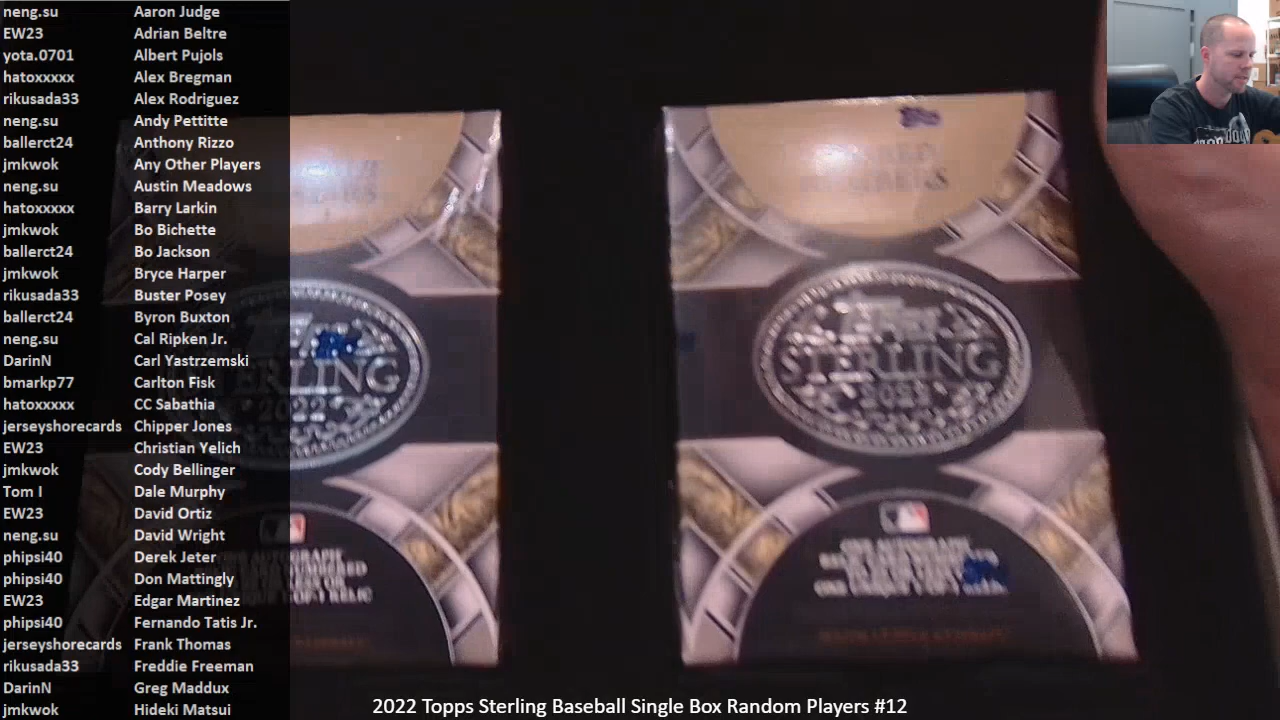 neng.su Aaron Judge
EW23 Adrian Beltre
yota.0701 Albert Pujols
hatoxxxxx Alex Bregman
rikusada33 Alex Rodriguez
neng.su Andy Pettitte
ballerct24 Anthony Rizzo
jmkwok Any Other Players
neng.su Austin Meadows
hatoxxxxx Barry Larkin
jmkwok Bo Bichette
ballerct24 Bo Jackson
jmkwok Bryce Harper
rikusada33 Buster Posey
ballerct24 Byron Buxton
neng.su Cal Ripken Jr.
DarinN Carl Yastrzemski
bmarkp77 Carlton Fisk
hatoxxxxx CC Sabathia
jerseyshorecards Chipper Jones
EW23 Christian Yelich
jmkwok Cody Bellinger
Tom I Dale Murphy
EW23 David Ortiz
neng.su David Wright
phipsi40 Derek Jeter
phipsi40 Don Mattingly
EW23 Edgar Martinez
phipsi40 Fernando Tatis Jr.
jerseyshorecards Frank Thomas
rikusada33 Freddie Freeman
DarinN Greg Maddux
jmkwok Hideki Matsui
STERLING
2022
ONE AUTOGRAPH
STERLING
2022
ONE AUTOGRAPH
2022 Topps Sterling Baseball Single Box Random Players #12